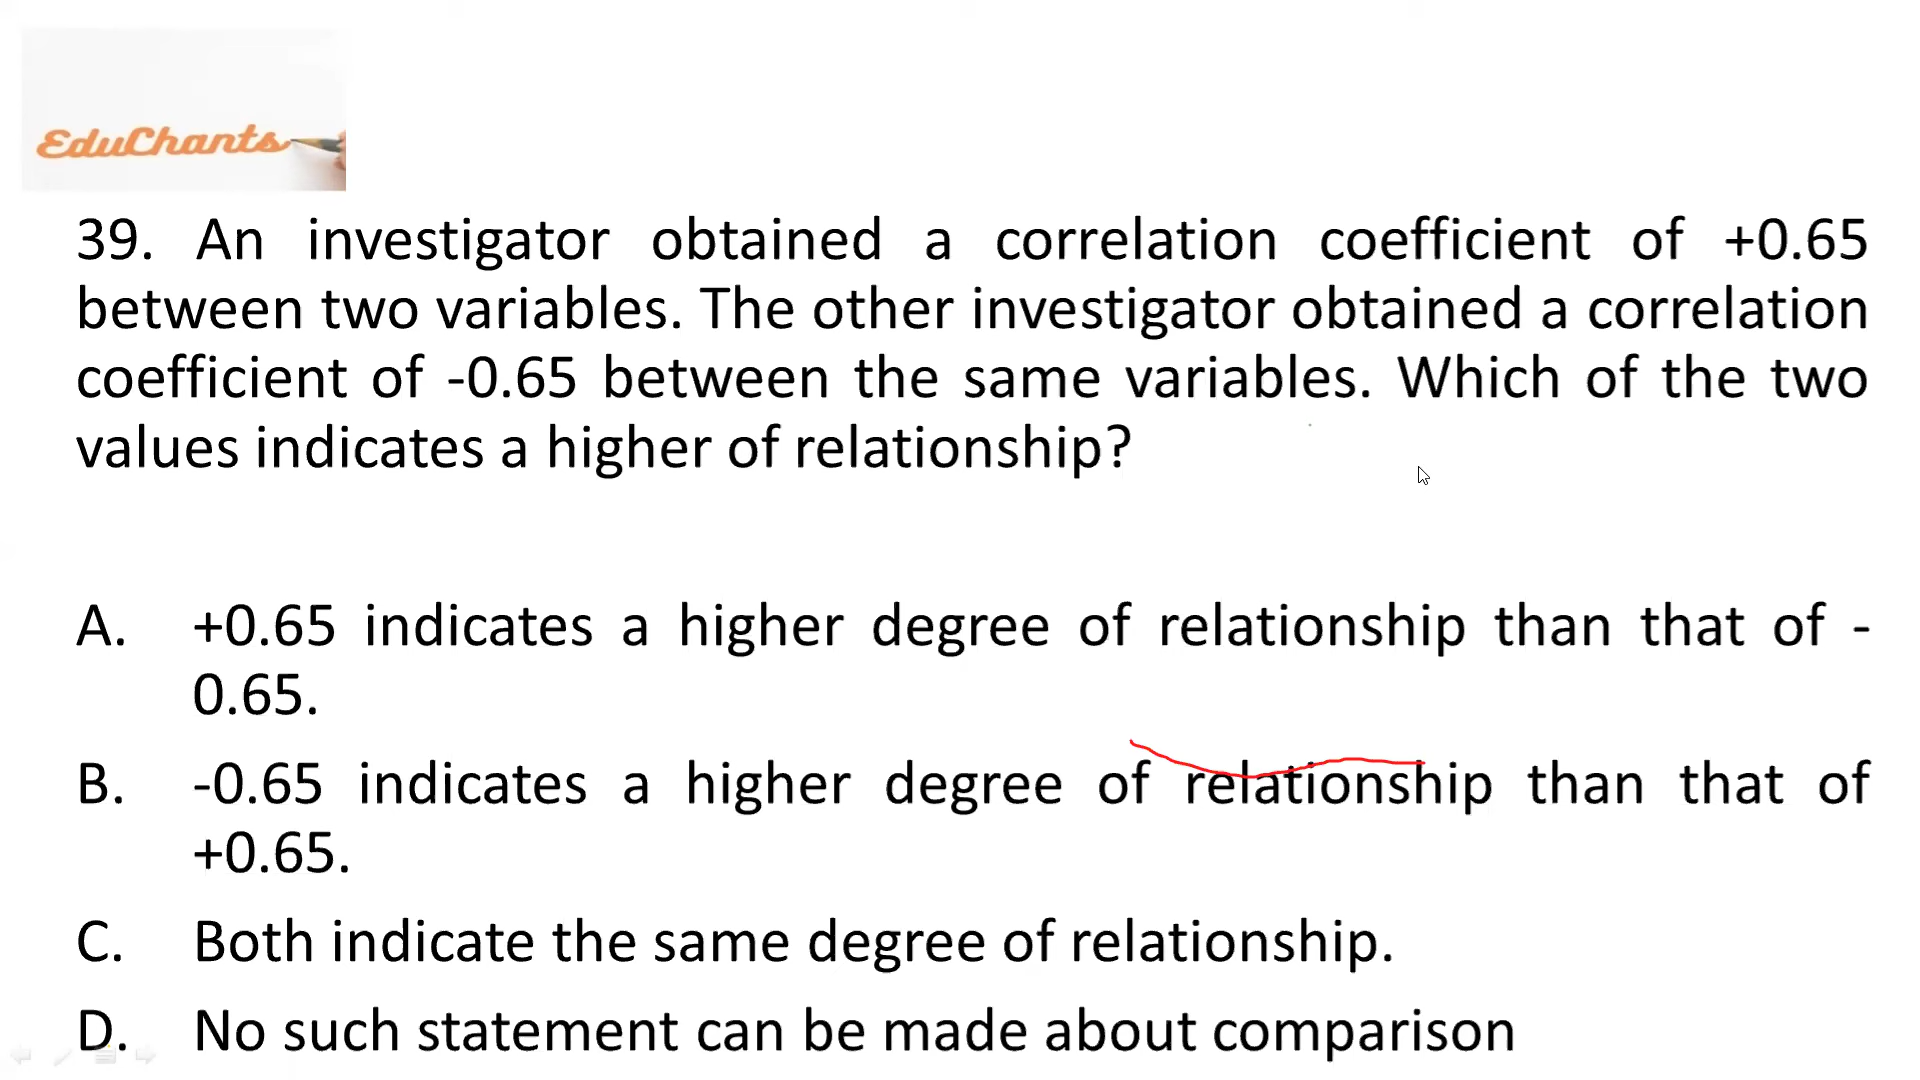 EduChants
39. An investigator obtained a correlation coefficient of +0.65
between two variables. The other investigator obtained a correlation
coefficient of -0.65 between the same variables. Which of the two
values indicates a higher of relationship?
A. +0.65 indicates a higher degree of relationship than that of -
0.65.
B. -0.65 indicates a higher degree of relationship than that of
+0.65.
C. Both indicate the same degree of relationship.
D. No such statement can be made about comparison